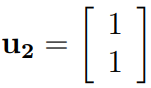 u₂ = [ 1
1 ]